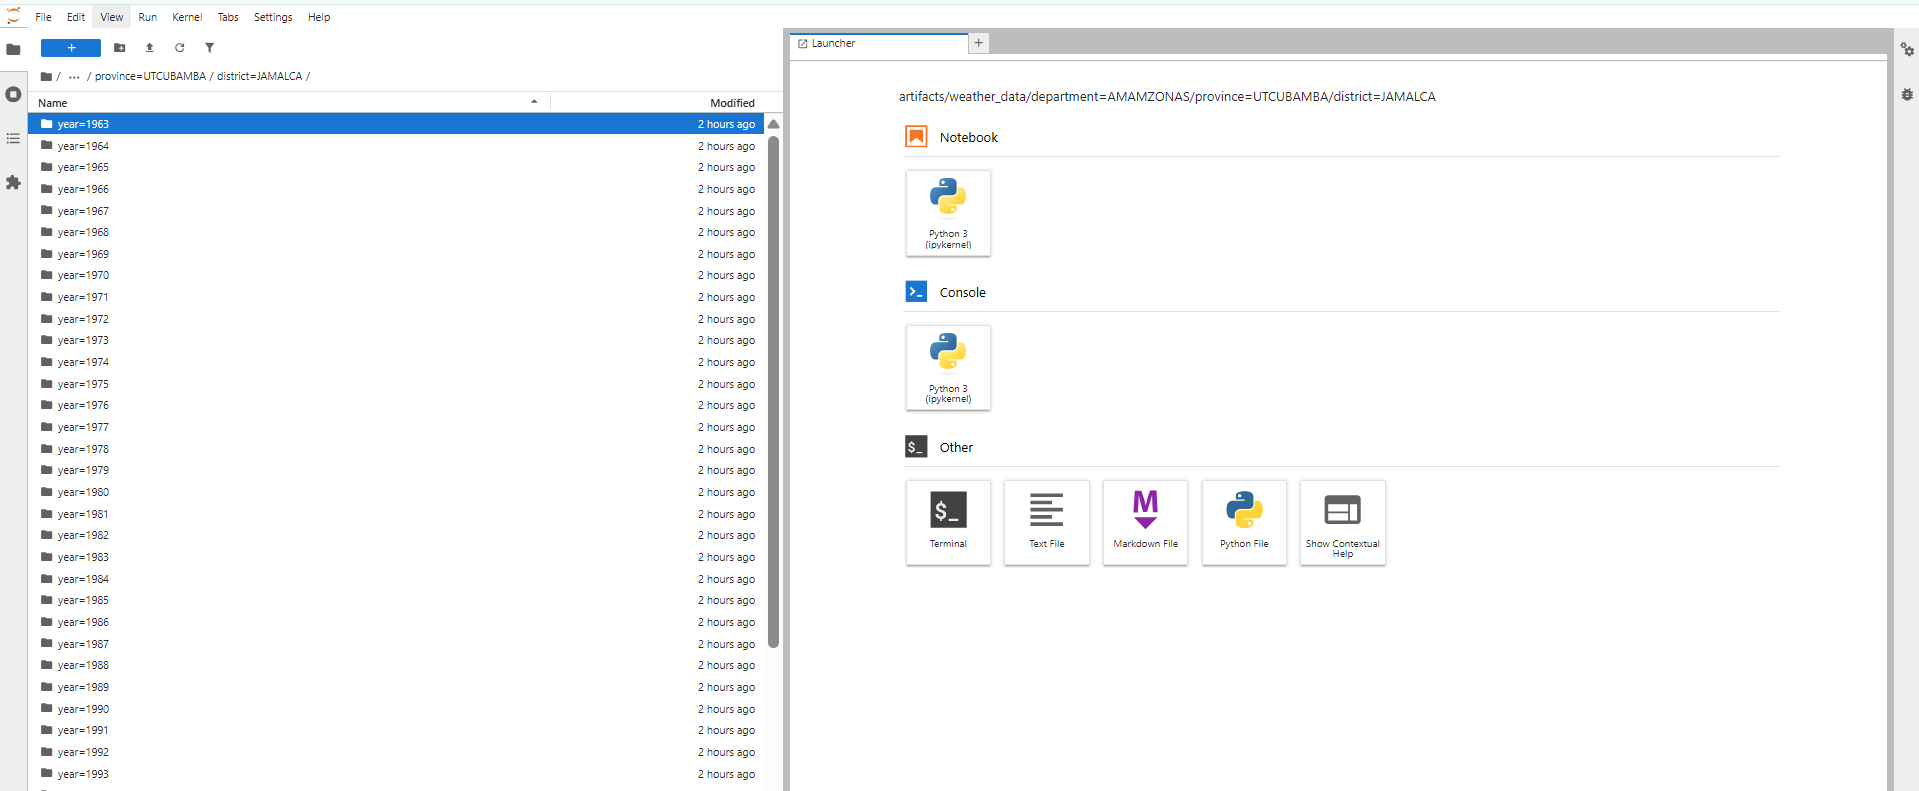 File Edit View Run Kernel Tabs Settings Help
+
/ ... / province=UTCUBAMBA / district=JAMALCA /
Name Modified
year=1963 2 hours ago
year=1964 2 hours ago
year=1965 2 hours ago
year=1966 2 hours ago
year=1967 2 hours ago
year=1968 2 hours ago
year=1969 2 hours ago
year=1970 2 hours ago
year=1971 2 hours ago
year=1972 2 hours ago
year=1973 2 hours ago
year=1974 2 hours ago
year=1975 2 hours ago
year=1976 2 hours ago
year=1977 2 hours ago
year=1978 2 hours ago
year=1979 2 hours ago
year=1980 2 hours ago
year=1981 2 hours ago
year=1982 2 hours ago
year=1983 2 hours ago
year=1984 2 hours ago
year=1985 2 hours ago
year=1986 2 hours ago
year=1987 2 hours ago
year=1988 2 hours ago
year=1989 2 hours ago
year=1990 2 hours ago
year=1991 2 hours ago
year=1992 2 hours ago
year=1993 2 hours ago
Launcher +
artifacts/weather_data/department=AMAMZONAS/province=UTCUBAMBA/district=JAMALCA
Notebook
Python 3
(ipykernel)
>_ Console
Python 3
(ipykernel)
$_ Other
$_ M
Terminal Text File Markdown File Python File Show Contextual
Help